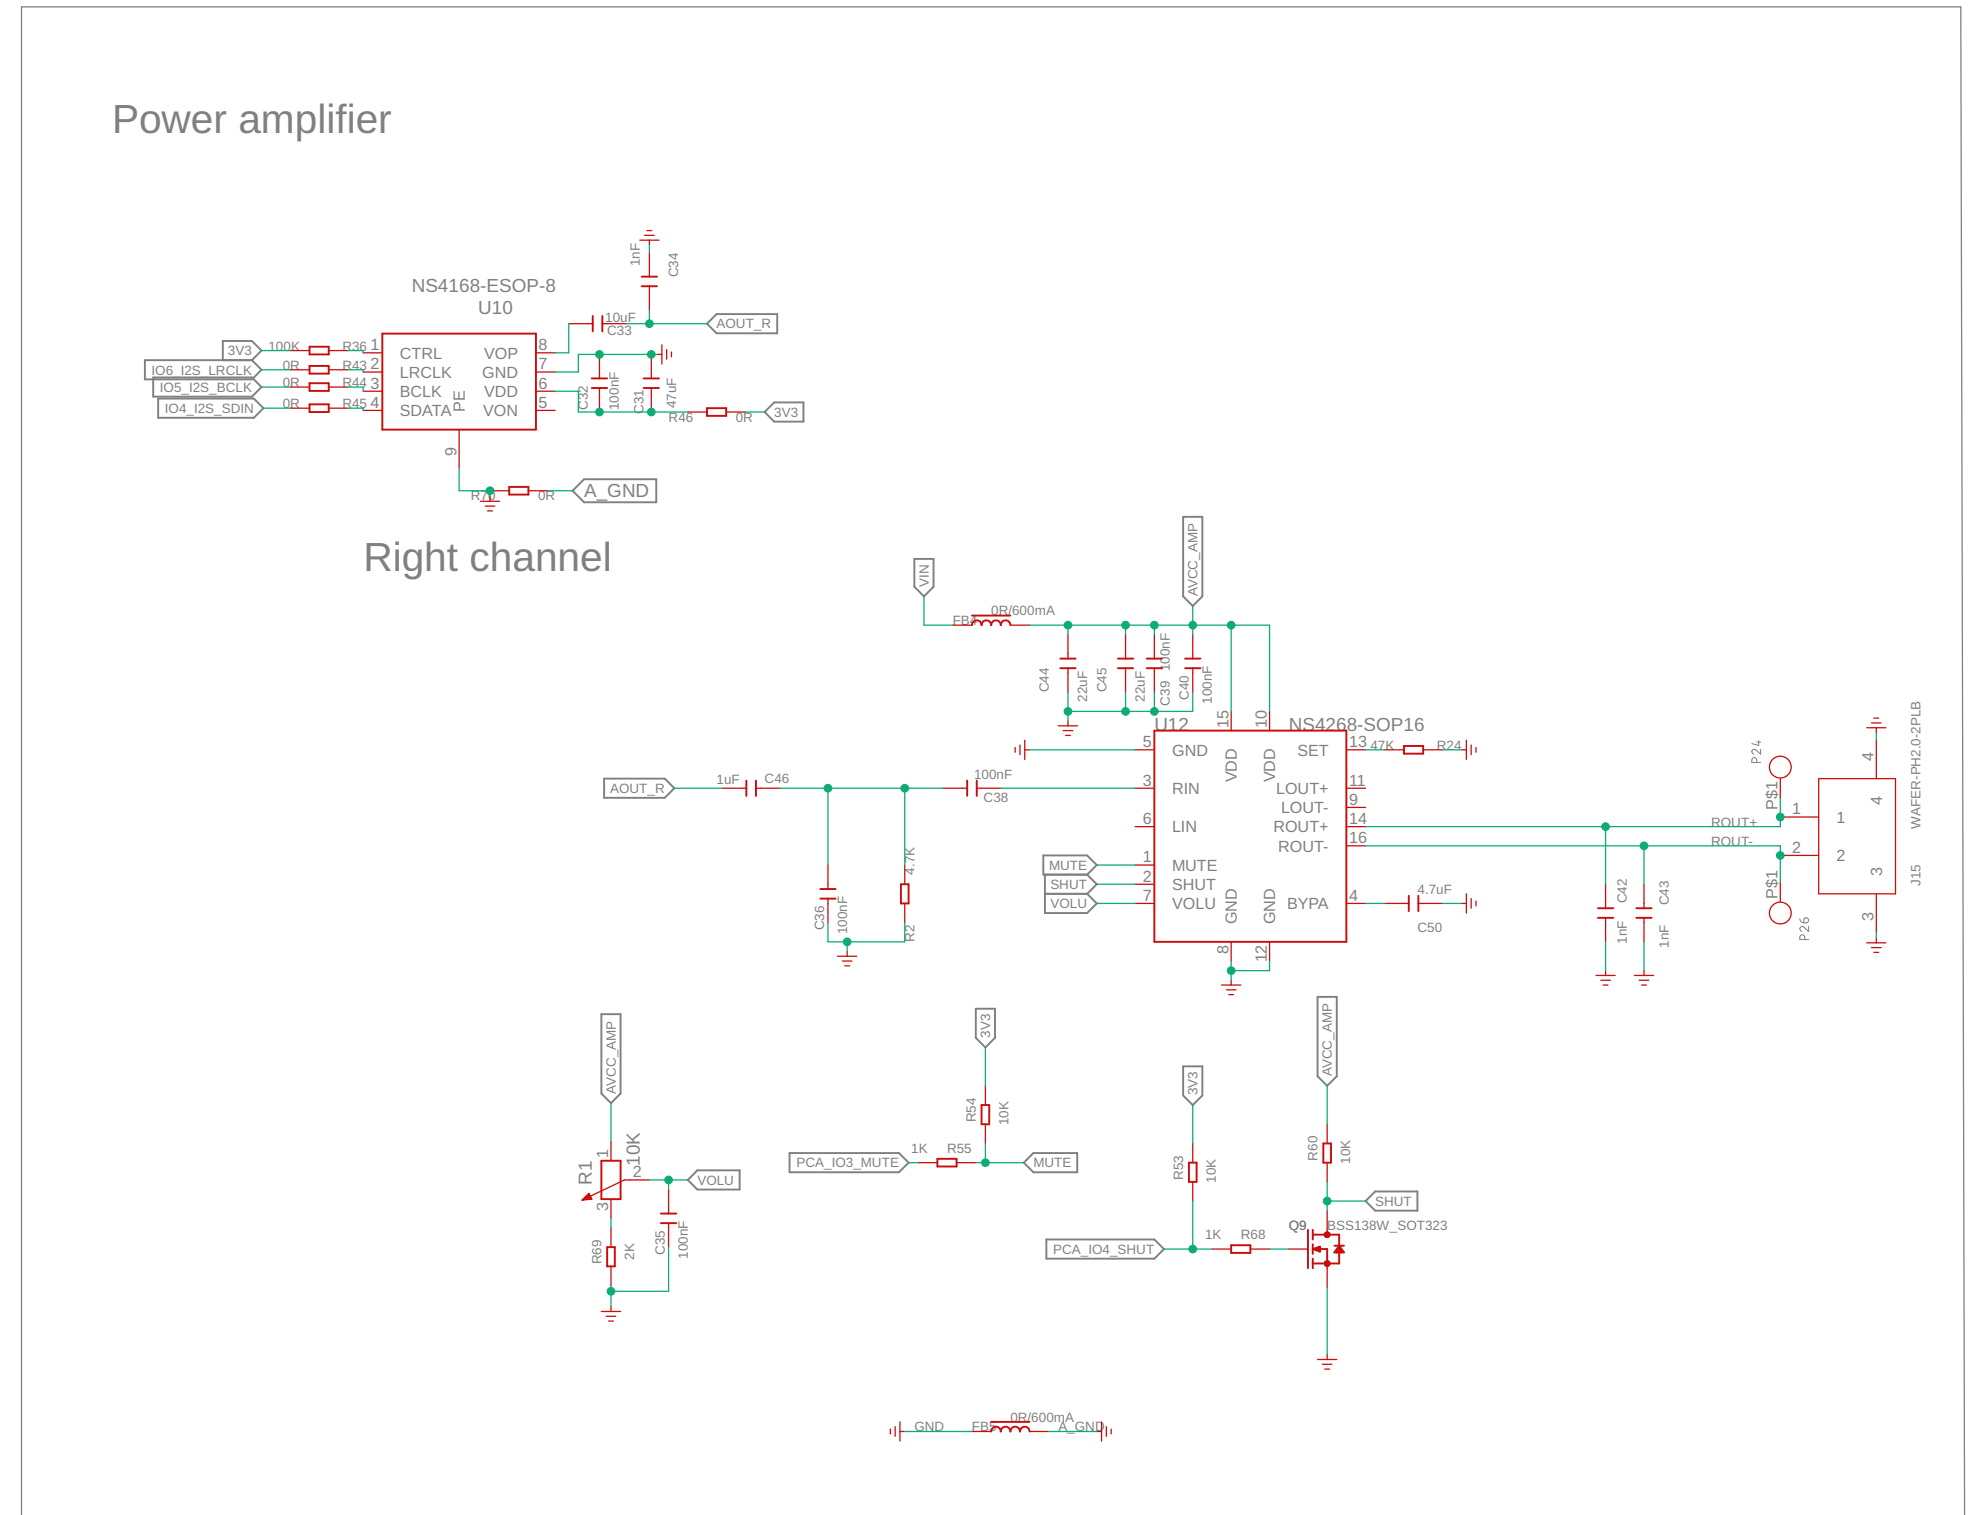 Power amplifier
1nF
C34
NS4168-ESOP-8
U10
10uF
C33
AOUT_R
3V3
100K
R36
1
CTRL
VOP
8
IO6_I2S_LRCLK
0R
R43
2
LRCLK
GND
7
IO5_I2S_BCLK
0R
R44
3
BCLK
VDD
6
IO4_I2S_SDIN
0R
R45
4
SDATA
PE
VON
5
C32
100nF
C31
47uF
R46
0R
3V3
9
R70
0R
A_GND
Right channel
VIN
AVCC_AMP
FB4
0R/600mA
C44
22uF
C45
22uF
C39
100nF
C40
100nF
U12
15
10
NS4268-SOP16
5
GND
VDD
VDD
SET
13
47K
R24
AOUT_R
1uF
C46
100nF
C38
3
RIN
LOUT+
11
LOUT-
9
6
LIN
ROUT+
14
ROUT+
ROUT-
16
ROUT-
MUTE
1
MUTE
SHUT
2
SHUT
VOLU
7
VOLU
GND
GND
BYPA
4
4.7uF
C50
8
12
C36
100nF
4.7K
R2
C42
1nF
C43
1nF
P24
P$1
P$1
P26
1
1
2
2
4
4
3
3
WAFER-PH2.0-2PLB
J15
AVCC_AMP
R1
10K
1
2
3
VOLU
R69
2K
C35
100nF
3V3
R54
10K
PCA_IO3_MUTE
1K
R55
MUTE
3V3
R53
10K
AVCC_AMP
R60
10K
SHUT
Q9
BSS138W_SOT323
PCA_IO4_SHUT
1K
R68
GND
FB5
0R/600mA
A_GND